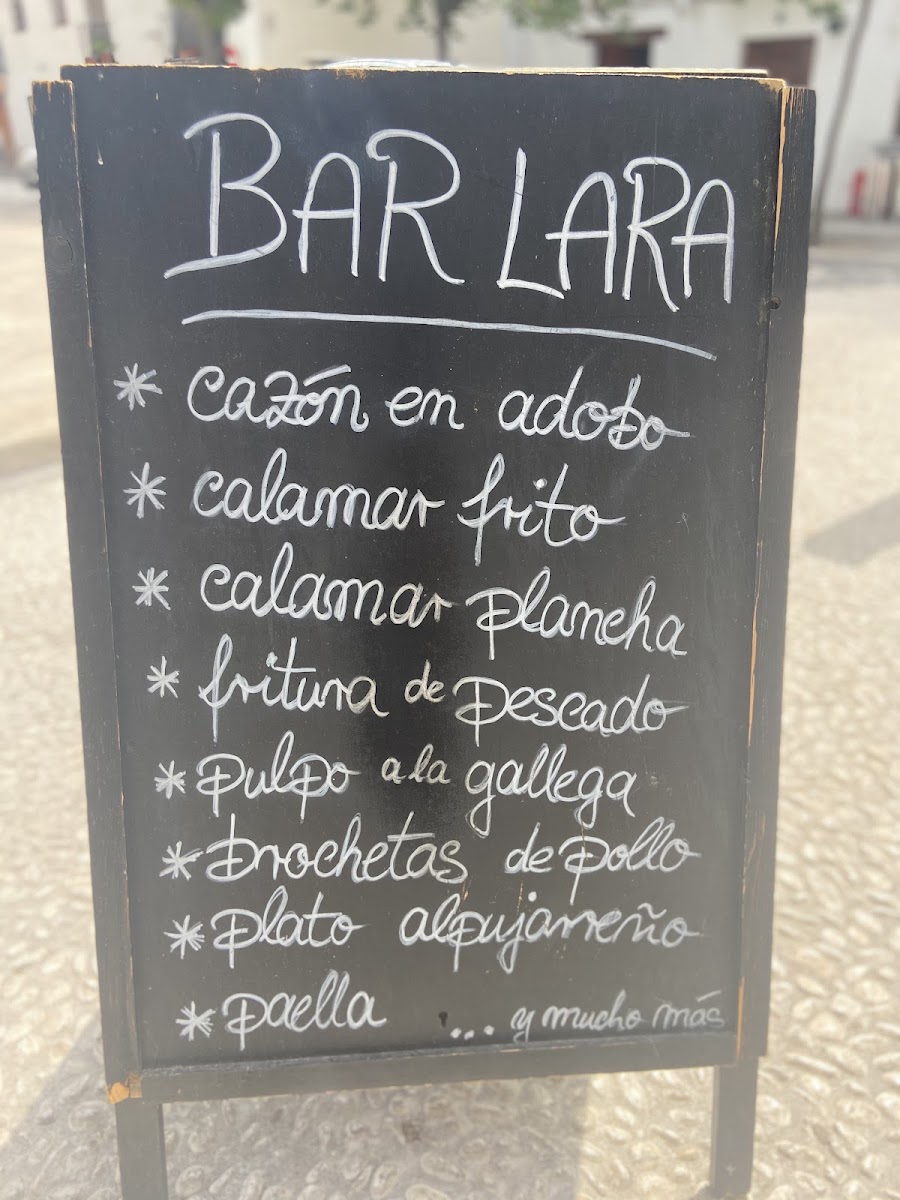 BAR LARA
* cazón en adobo
* calamar frito
* calamar plancha
* fritura de pescado
* pulpo a la gallega
* brochetas de pollo
* plato alpujarreño
* paella ... y mucho más